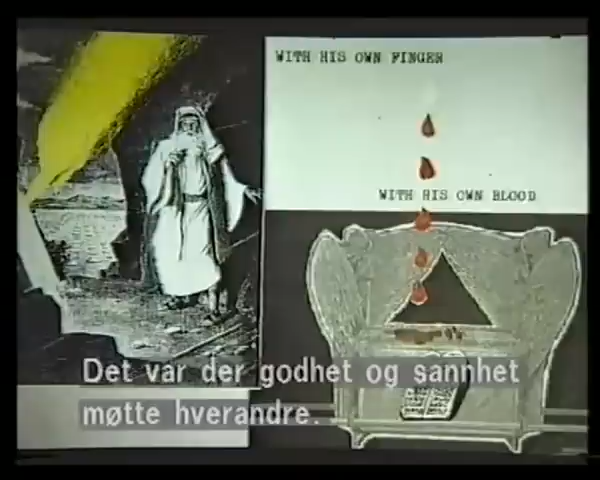 WITH HIS OWN FINGER
WITH HIS OWN BLOOD
Det var der godhet og sannhet
møtte hverandre.